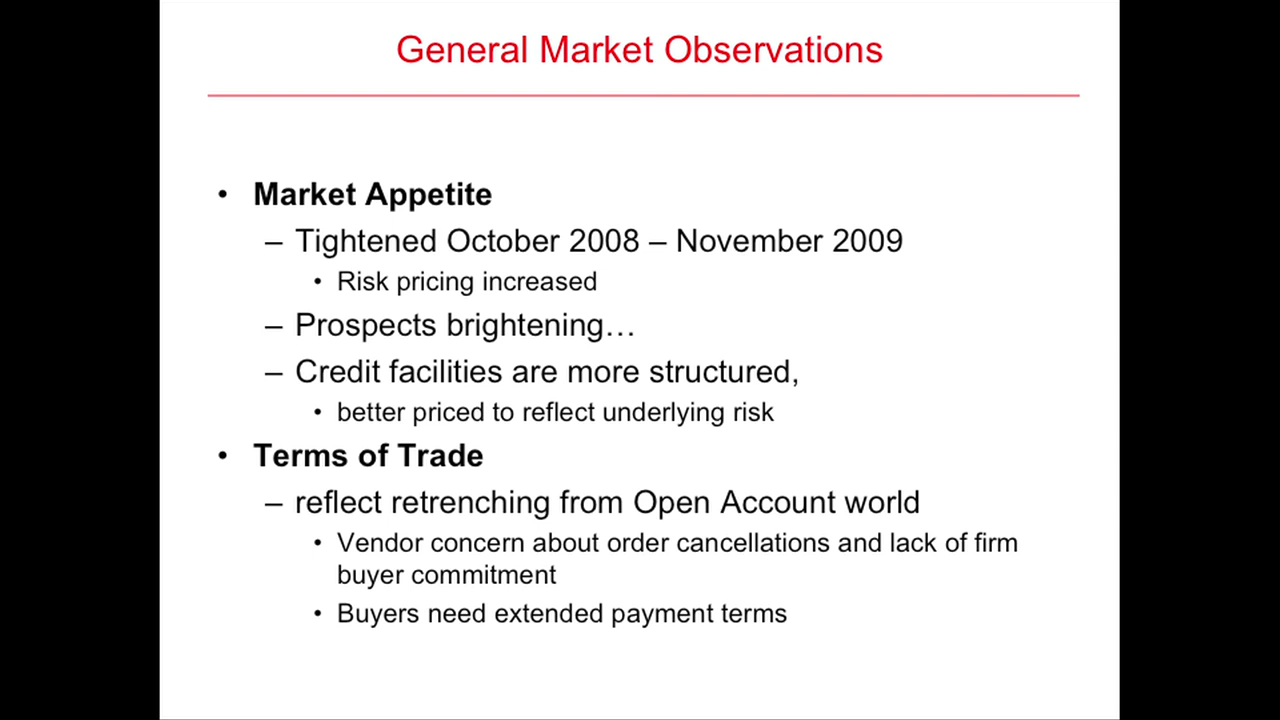 General Market Observations
• Market Appetite
– Tightened October 2008 – November 2009
• Risk pricing increased
– Prospects brightening…
– Credit facilities are more structured,
• better priced to reflect underlying risk
• Terms of Trade
– reflect retrenching from Open Account world
• Vendor concern about order cancellations and lack of firm
buyer commitment
• Buyers need extended payment terms